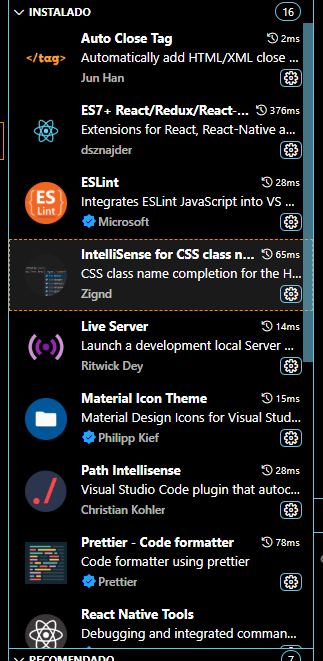 INSTALADO 16
Auto Close Tag 2ms
</tag> Automatically add HTML/XML close ...
Jun Han
ES7+ React/Redux/React-... 376ms
Extensions for React, React-Native a...
dsznajder
ESLint 28ms
ES Lint Integrates ESLint JavaScript into VS ...
Microsoft
IntelliSense for CSS class n... 65ms
CSS class name completion for the H...
Zignd
Live Server 14ms
Launch a development local Server ...
Ritwick Dey
Material Icon Theme 15ms
Material Design Icons for Visual Stud...
Philipp Kief
Path Intellisense 28ms
./ Visual Studio Code plugin that autoc...
Christian Kohler
Prettier - Code formatter 78ms
Code formatter using prettier
Prettier
React Native Tools
Debugging and integrated comman...
RECOMENDADO 7